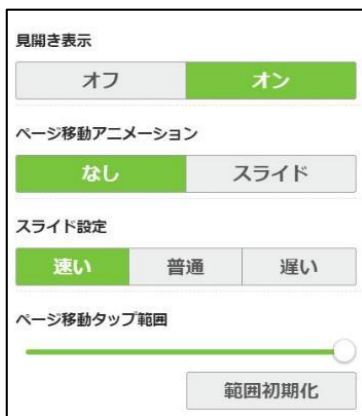 見開き表示
オフ オン
ページ移動アニメーション
なし スライド
スライド設定
速い 普通 遅い
ページ移動タップ範囲
範囲初期化